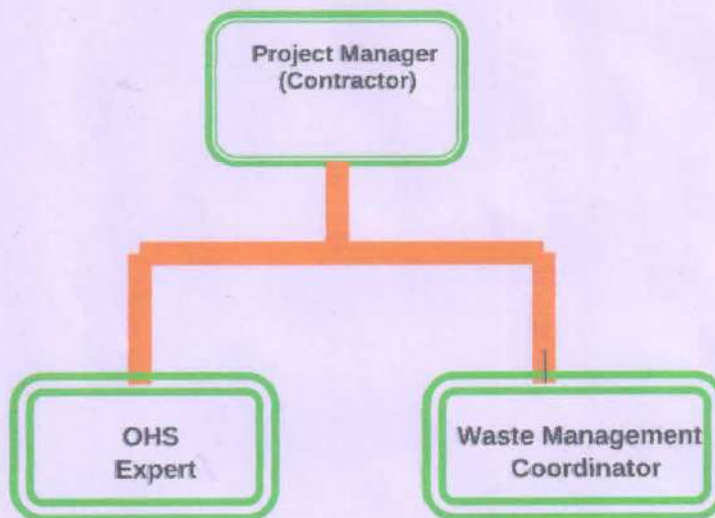 Project Manager
(Contractor)
OHS
Expert
Waste Management
Coordinator